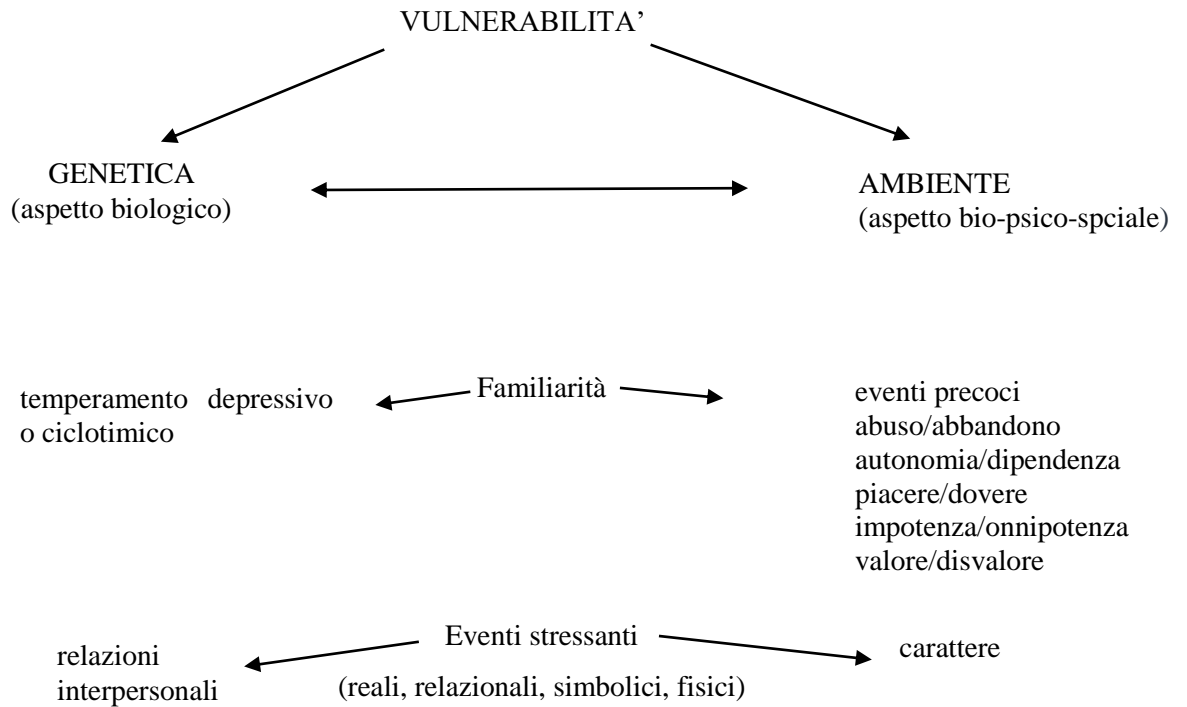 VULNERABILITA’
GENETICA
(aspetto biologico)
AMBIENTE
(aspetto bio-psico-spciale)
temperamento depressivo
o ciclotimico
Familiarità
eventi precoci
abuso/abbandono
autonomia/dipendenza
piacere/dovere
impotenza/onnipotenza
valore/disvalore
relazioni
interpersonali
Eventi stressanti
(reali, relazionali, simbolici, fisici)
carattere